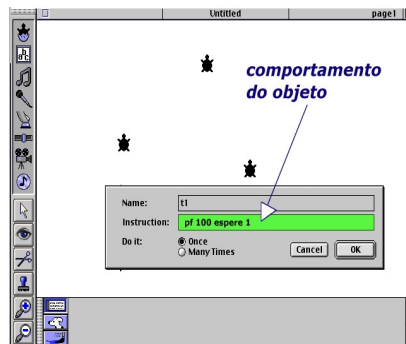 Untitled page1
comportamento
do objeto
Name: t1
Instruction: pf 100 espere 1
Do it: Once
Many Times
Cancel OK